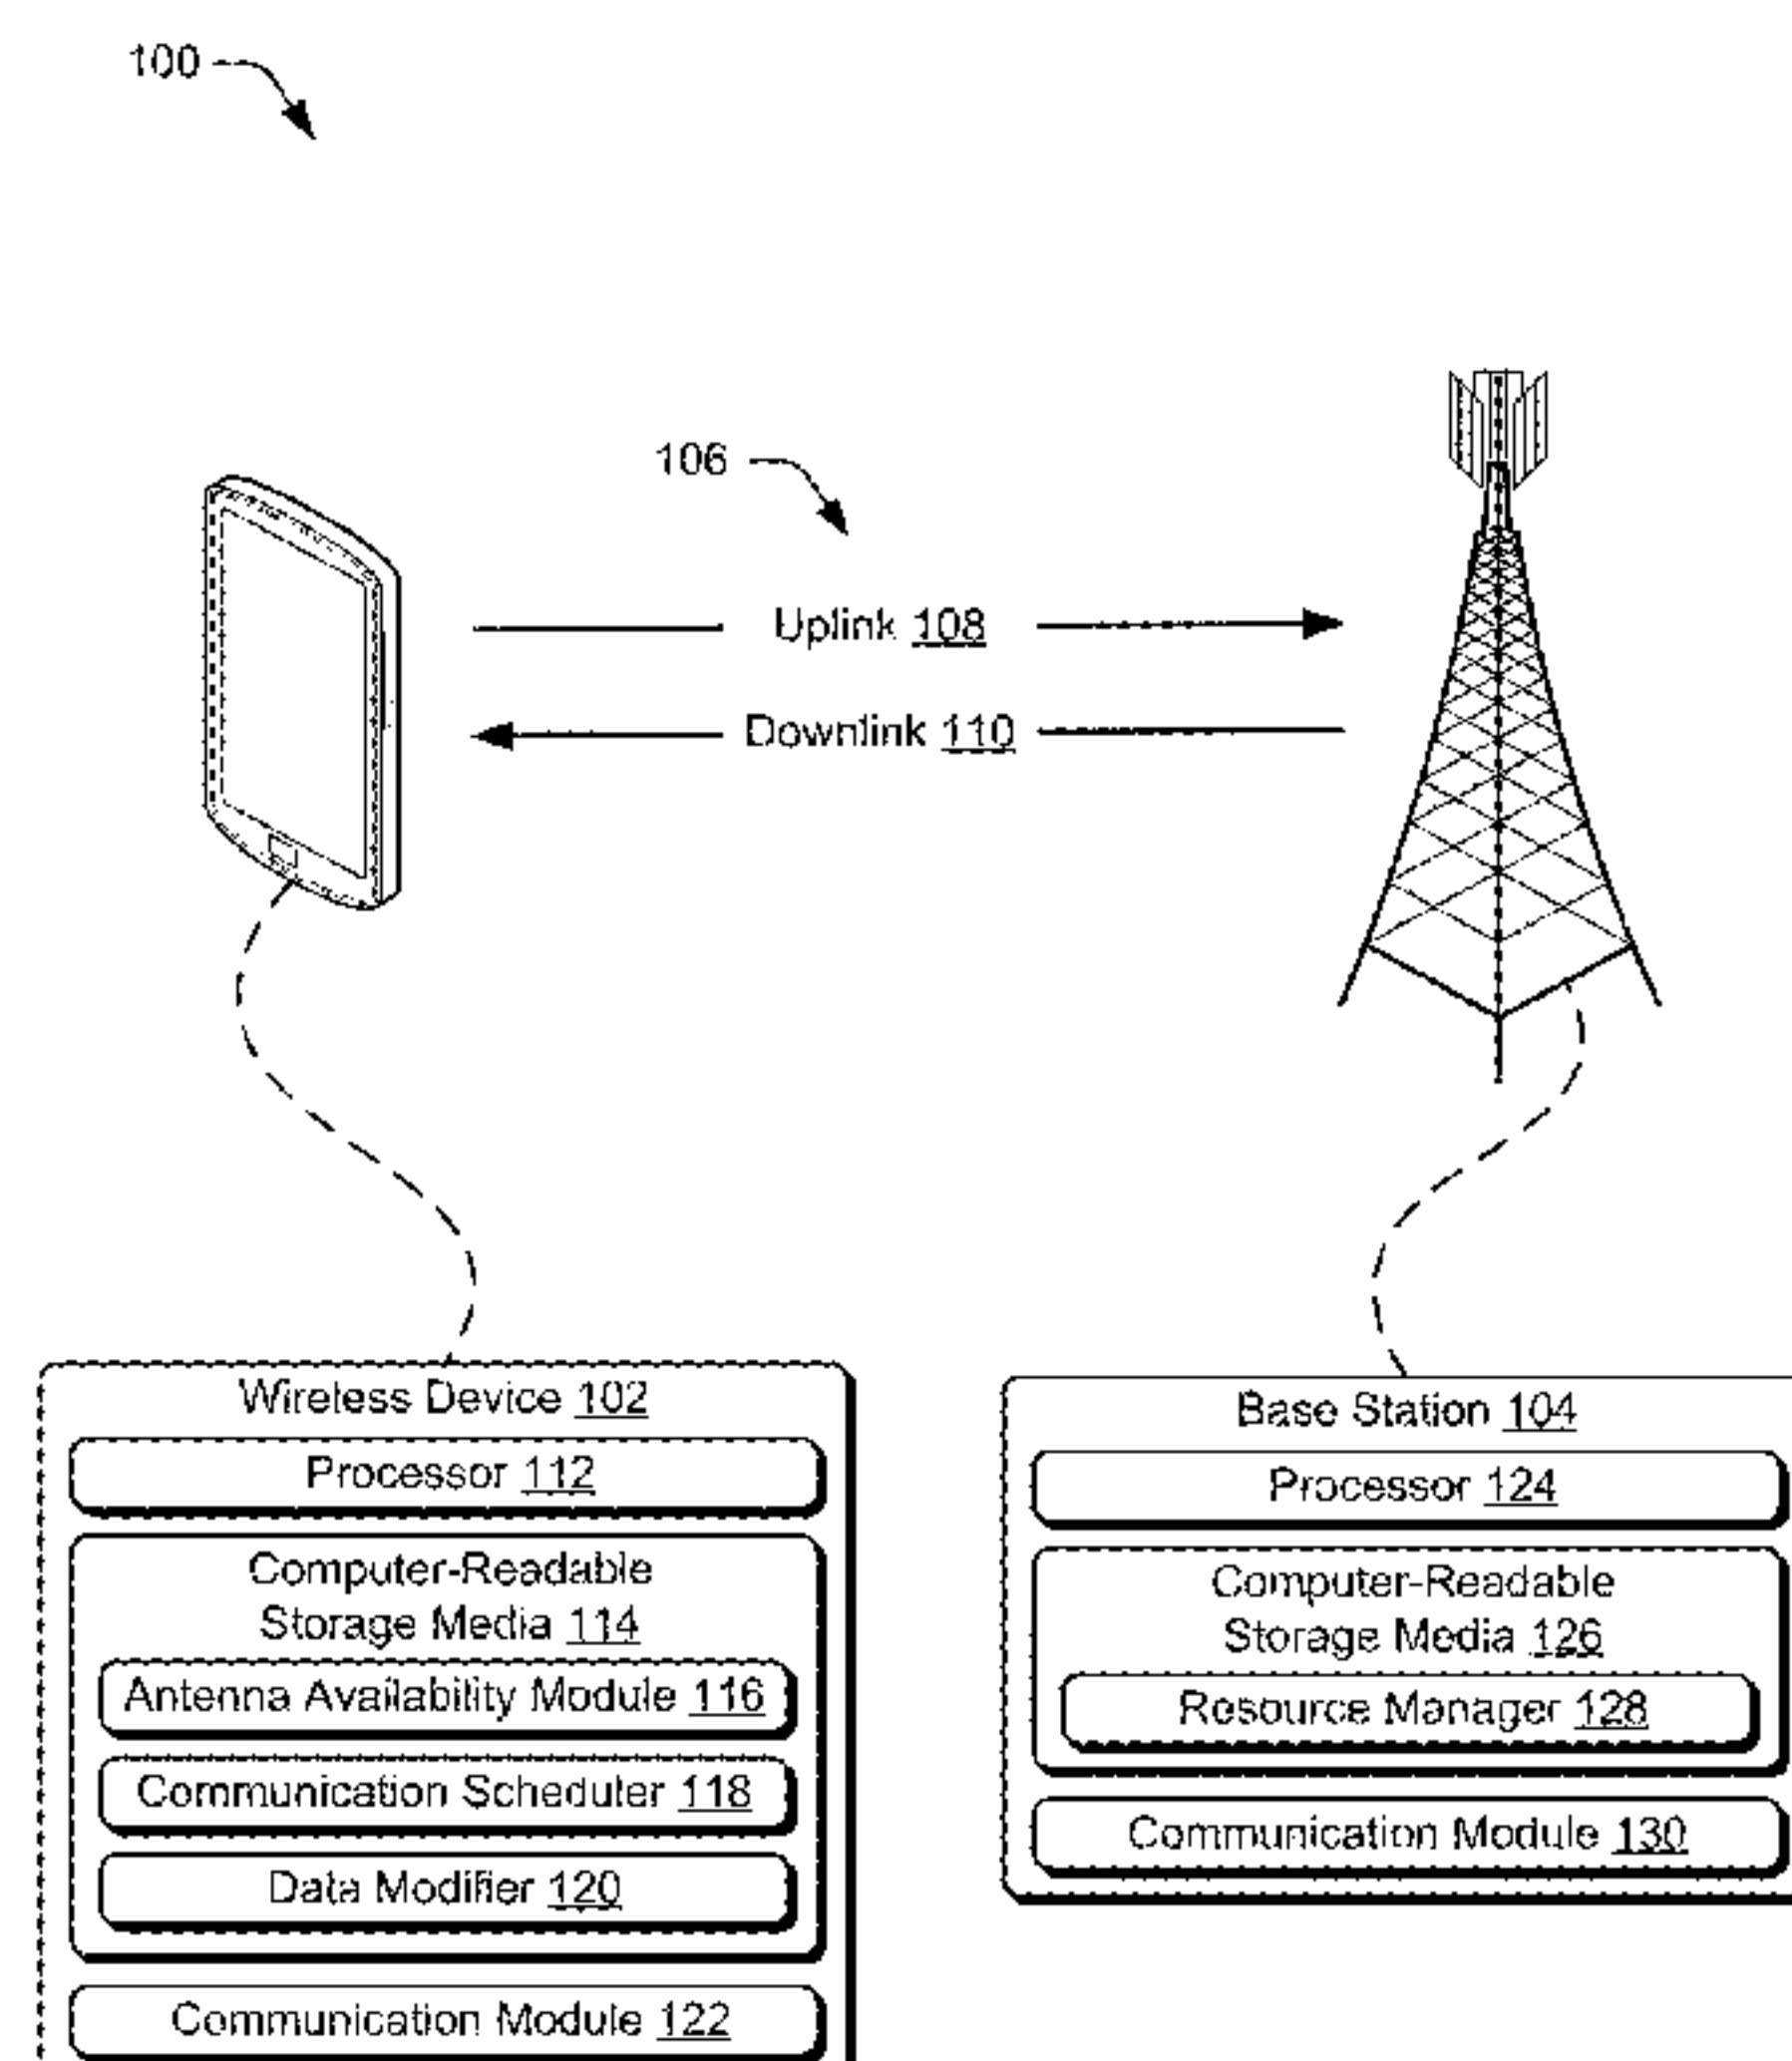 100
106
Uplink 108
Downlink 110
Wireless Device 102
Processor 112
Computer-Readable
Storage Media 114
Antenna Availability Module 116
Communication Scheduler 118
Data Modifier 120
Communication Module 122
Base Station 104
Processor 124
Computer-Readable
Storage Media 126
Resource Manager 128
Communication Module 130